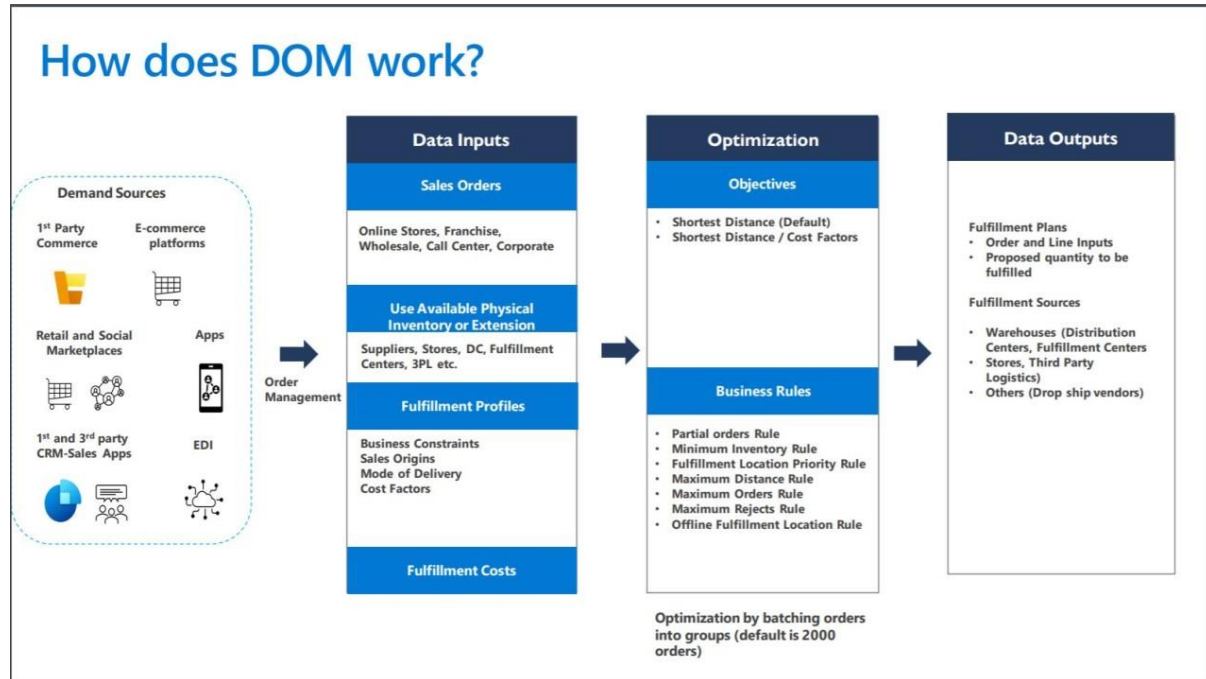 How does DOM work?
Demand Sources
1st Party
Commerce
E-commerce
platforms
Retail and Social
Marketplaces
Apps
1st and 3rd party
CRM-Sales Apps
EDI
Order
Management
Data Inputs
Sales Orders
Online Stores, Franchise,
Wholesale, Call Center, Corporate
Use Available Physical
Inventory or Extension
Suppliers, Stores, DC, Fulfillment
Centers, 3PL etc.
Fulfillment Profiles
Business Constraints
Sales Origins
Mode of Delivery
Cost Factors
Fulfillment Costs
Optimization
Objectives
• Shortest Distance (Default)
• Shortest Distance / Cost Factors
Business Rules
• Partial orders Rule
• Minimum Inventory Rule
• Fulfillment Location Priority Rule
• Maximum Distance Rule
• Maximum Orders Rule
• Maximum Rejects Rule
• Offline Fulfillment Location Rule
Optimization by batching orders
into groups (default is 2000
orders)
Data Outputs
Fulfillment Plans
• Order and Line Inputs
• Proposed quantity to be
fulfilled
Fulfillment Sources
• Warehouses (Distribution
Centers, Fulfillment Centers
• Stores, Third Party
Logistics)
• Others (Drop ship vendors)